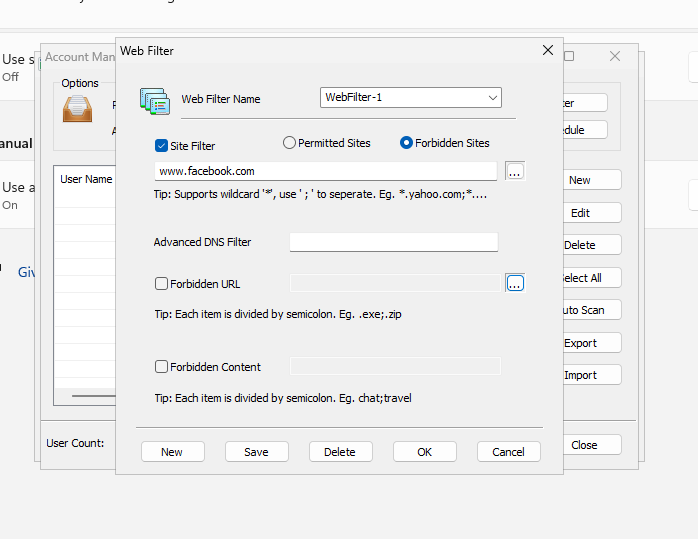 Use s
Off
anual
Use a
On
Giv
Account Man
Options
User Name
User Count:
dule
New
Edit
Delete
Select All
uto Scan
Export
Import
Close
Web Filter
Web Filter Name
WebFilter-1
Site Filter
Permitted Sites
Forbidden Sites
www.facebook.com
...
Tip: Supports wildcard '*', use ' ; ' to seperate. Eg. *.yahoo.com;*....
Advanced DNS Filter
Forbidden URL
...
Tip: Each item is divided by semicolon. Eg. .exe;.zip
Forbidden Content
Tip: Each item is divided by semicolon. Eg. chat;travel
New
Save
Delete
OK
Cancel